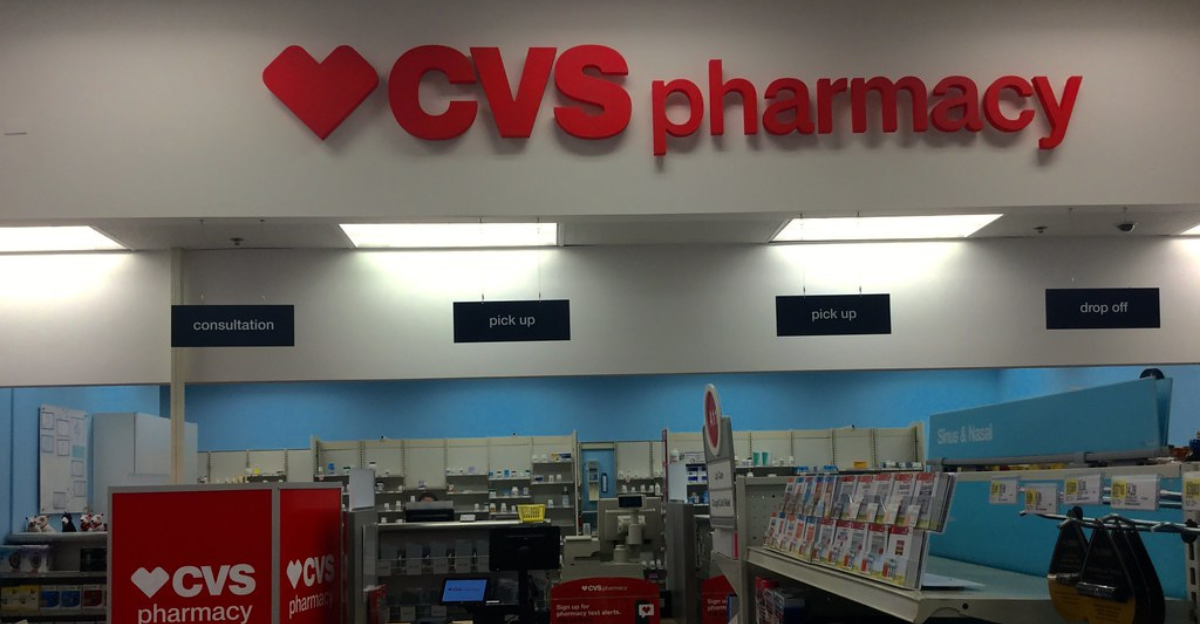 CVS pharmacy
consultation
pick up
pick up
drop off
Sinus & Nasal
CVS
pharmacy
CVS
pharmacy
CVS pharmacy
Sign up for
pharmacy text alerts.